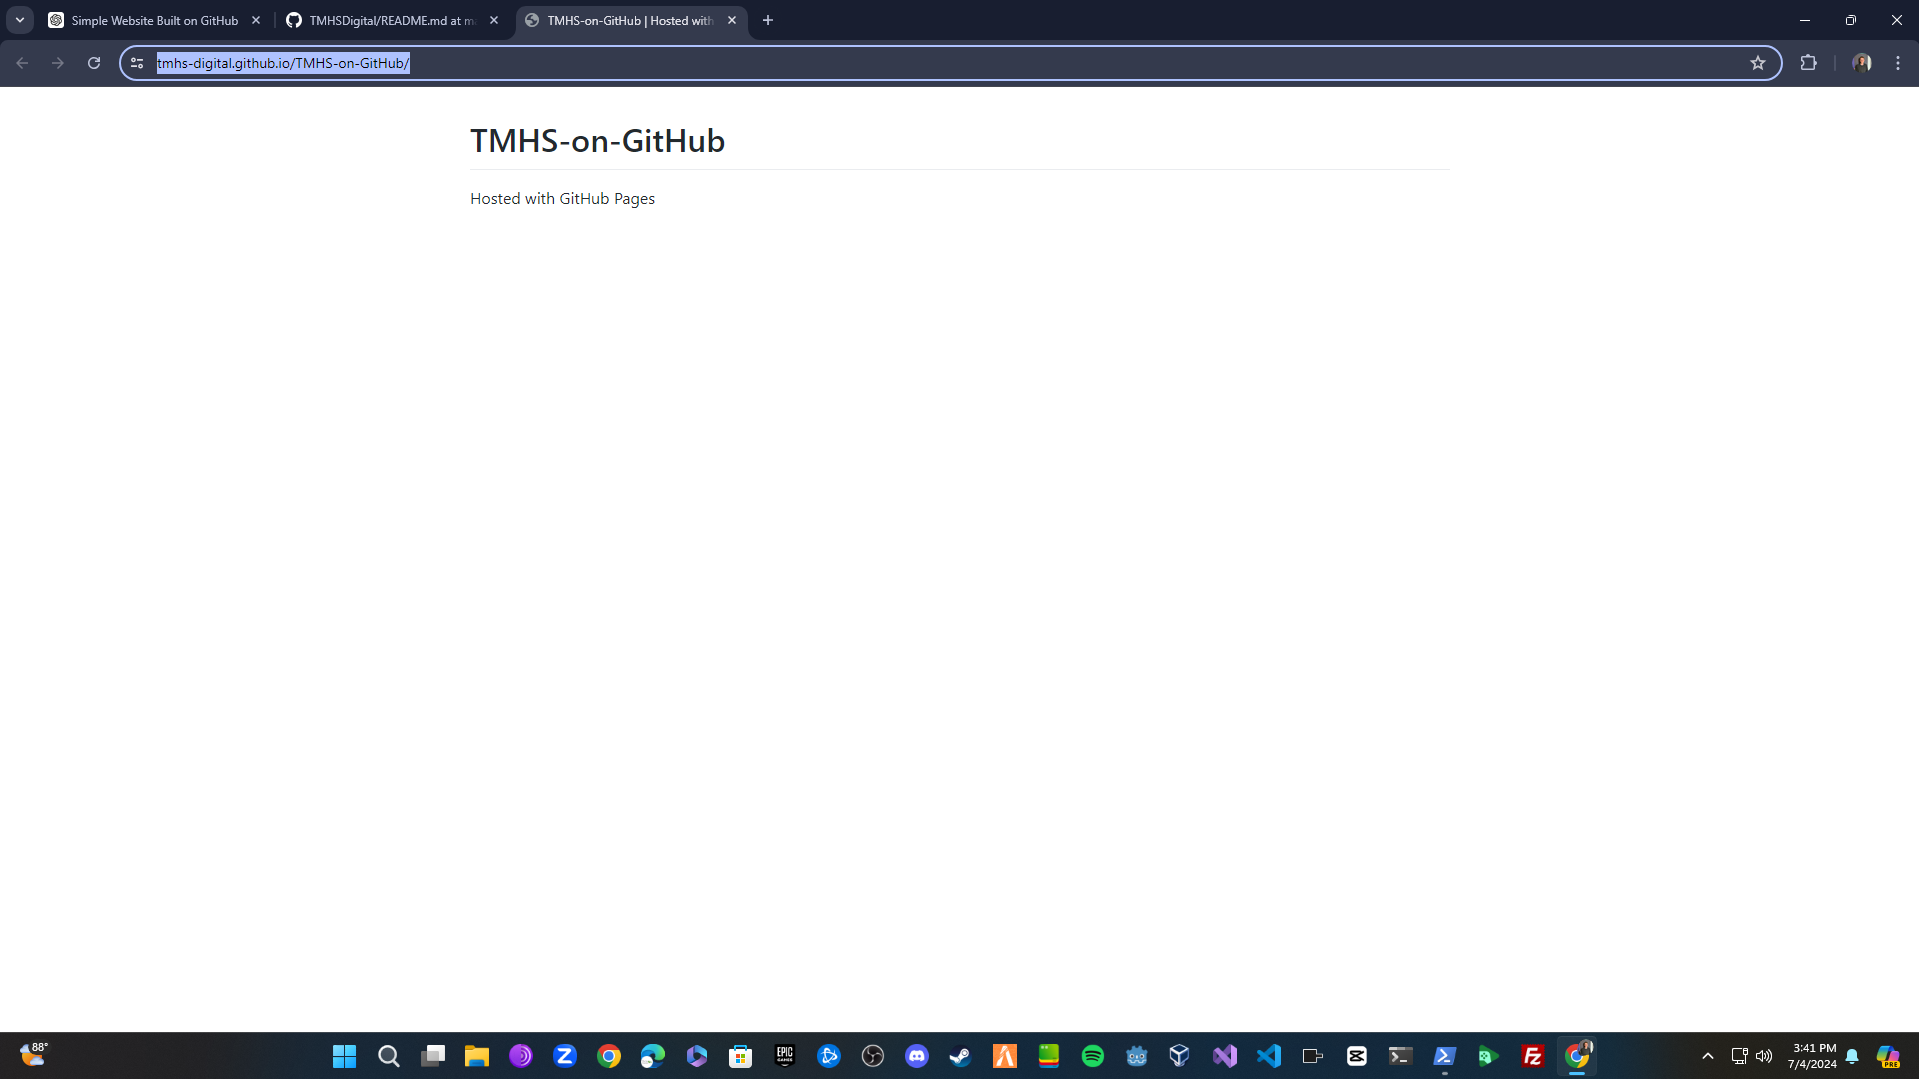 Simple Website Built on GitHub
TMHSDigital/README.md at m
TMHS-on-GitHub | Hosted with
tmhs-digital.github.io/TMHS-on-GitHub/
TMHS-on-GitHub
Hosted with GitHub Pages
88°
EPIC
GAMES
3:41 PM
7/4/2024
PRE